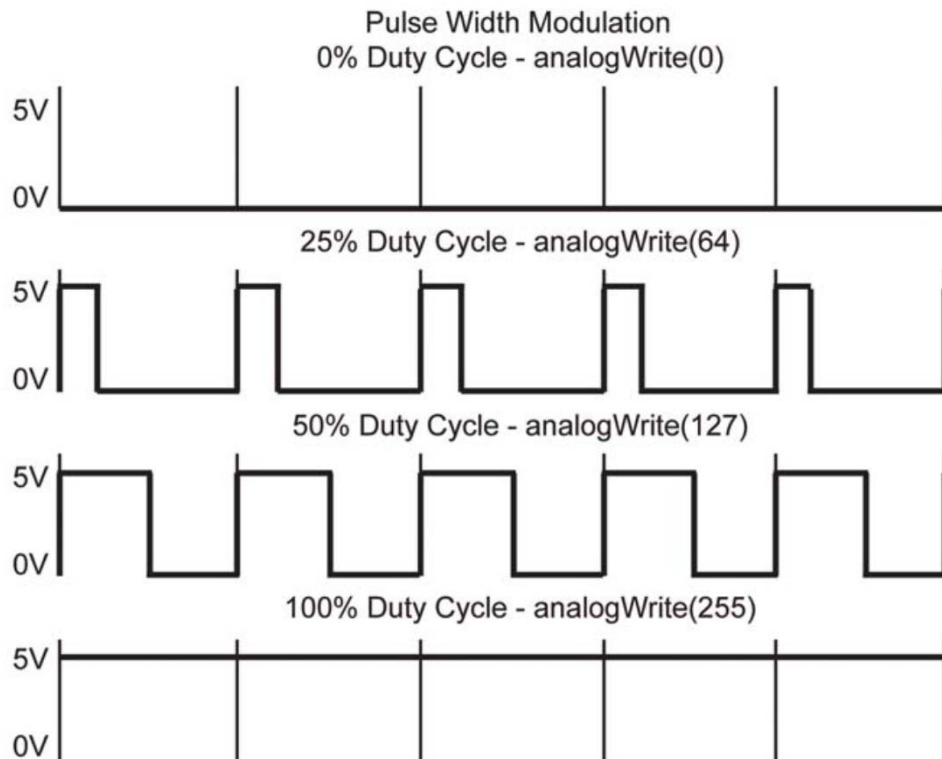 Pulse Width Modulation
0% Duty Cycle - analogWrite(0)
5V
0V
25% Duty Cycle - analogWrite(64)
5V
0V
50% Duty Cycle - analogWrite(127)
5V
0V
100% Duty Cycle - analogWrite(255)
5V
0V